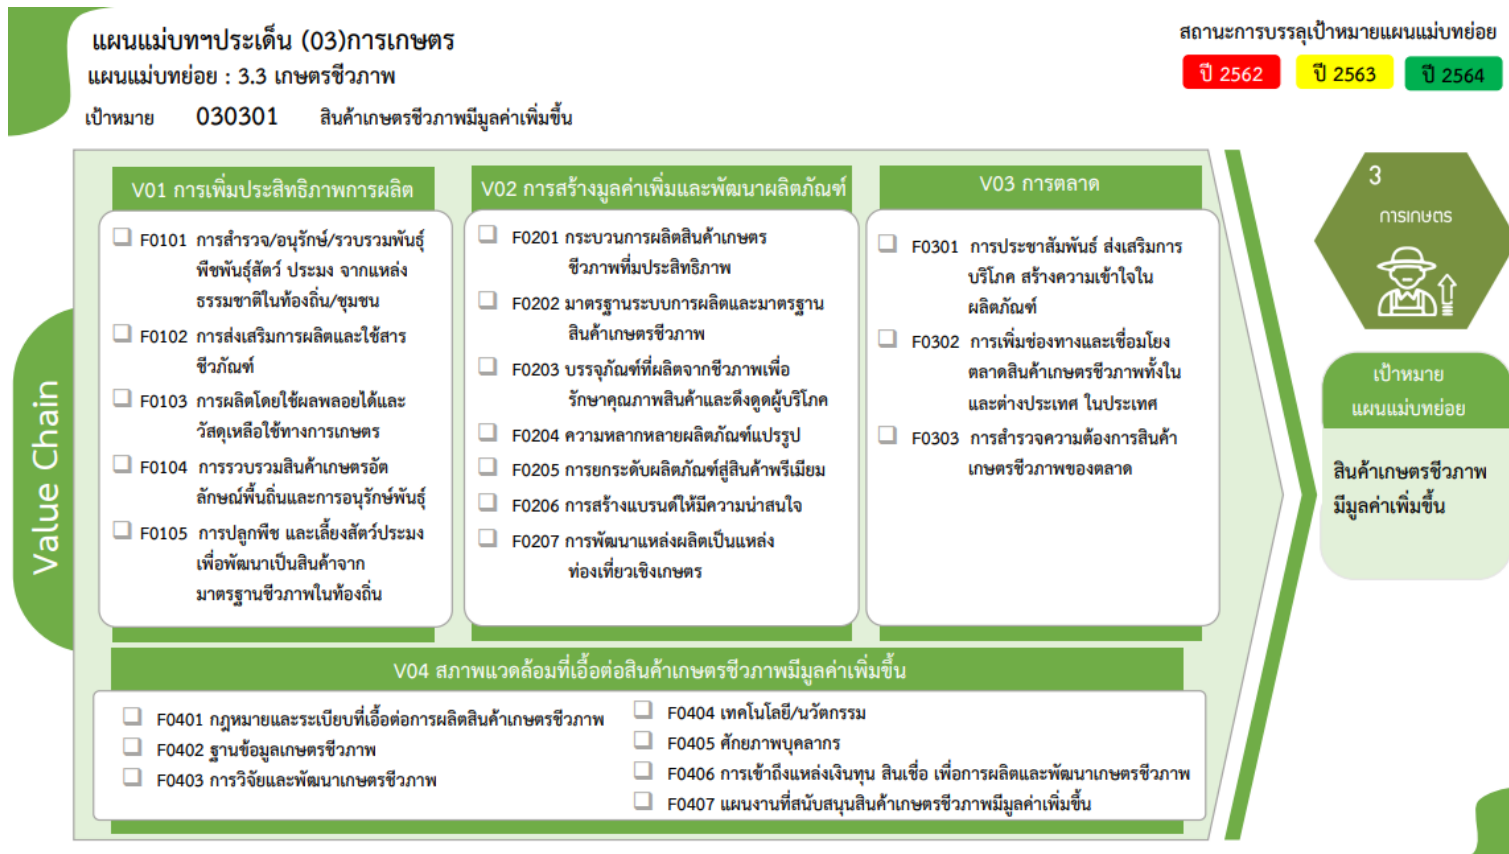 แผนแม่บทฯประเด็น (03)การเกษตร
แผนแม่บทย่อย : 3.3 เกษตรชีวภาพ
เป้าหมาย 030301 สินค้าเกษตรชีวภาพมีมูลค่าเพิ่มขึ้น
สถานะการบรรลุเป้าหมายแผนแม่บทย่อย
ปี 2562 ปี 2563 ปี 2564
Value Chain
V01 การเพิ่มประสิทธิภาพการผลิต
F0101 การสำรวจ/อนุรักษ์/รวบรวมพันธุ์
พืชพันธุ์สัตว์ ประมง จากแหล่ง
ธรรมชาติในท้องถิ่น/ชุมชน
F0102 การส่งเสริมการผลิตและใช้สาร
ชีวภัณฑ์
F0103 การผลิตโดยใช้ผลพลอยได้และ
วัสดุเหลือใช้ทางการเกษตร
F0104 การรวบรวมสินค้าเกษตรอัต
ลักษณ์พื้นถิ่นและการอนุรักษ์พันธุ์
F0105 การปลูกพืช และเลี้ยงสัตว์ประมง
เพื่อพัฒนาเป็นสินค้าจาก
มาตรฐานชีวภาพในท้องถิ่น
V02 การสร้างมูลค่าเพิ่มและพัฒนาผลิตภัณฑ์
F0201 กระบวนการผลิตสินค้าเกษตร
ชีวภาพที่มประสิทธิภาพ
F0202 มาตรฐานระบบการผลิตและมาตรฐาน
สินค้าเกษตรชีวภาพ
F0203 บรรจุภัณฑ์ที่ผลิตจากชีวภาพเพื่อ
รักษาคุณภาพสินค้าและดึงดูดผู้บริโภค
F0204 ความหลากหลายผลิตภัณฑ์แปรรูป
F0205 การยกระดับผลิตภัณฑ์สู่สินค้าพรีเมียม
F0206 การสร้างแบรนด์ให้มีความน่าสนใจ
F0207 การพัฒนาแหล่งผลิตเป็นแหล่ง
ท่องเที่ยวเชิงเกษตร
V03 การตลาด
F0301 การประชาสัมพันธ์ ส่งเสริมการ
บริโภค สร้างความเข้าใจใน
ผลิตภัณฑ์
F0302 การเพิ่มช่องทางและเชื่อมโยง
ตลาดสินค้าเกษตรชีวภาพทั้งใน
และต่างประเทศ ในประเทศ
F0303 การสำรวจความต้องการสินค้า
เกษตรชีวภาพของตลาด
V04 สภาพแวดล้อมที่เอื้อต่อสินค้าเกษตรชีวภาพมีมูลค่าเพิ่มขึ้น
F0401 กฎหมายและระเบียบที่เอื้อต่อการผลิตสินค้าเกษตรชีวภาพ
F0402 ฐานข้อมูลเกษตรชีวภาพ
F0403 การวิจัยและพัฒนาเกษตรชีวภาพ
F0404 เทคโนโลยี/นวัตกรรม
F0405 ศักยภาพบุคลากร
F0406 การเข้าถึงแหล่งเงินทุน สินเชื่อ เพื่อการผลิตและพัฒนาเกษตรชีวภาพ
F0407 แผนงานที่สนับสนุนสินค้าเกษตรชีวภาพมีมูลค่าเพิ่มขึ้น
3
การเกษตร
เป้าหมาย
แผนแม่บทย่อย
สินค้าเกษตรชีวภาพ
มีมูลค่าเพิ่มขึ้น